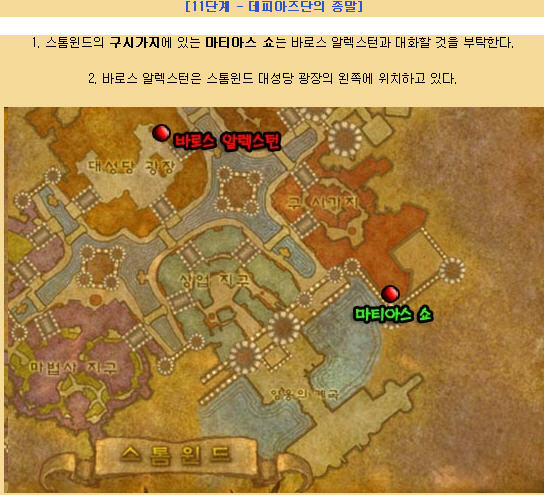 [11단계 - 데피아즈단의 종말]
1. 스톰윈드의 구시가지에 있는 마티아스 쇼는 바로스 알렉스턴과 대화할 것을 부탁한다.
2. 바로스 알렉스턴은 스톰윈드 대성당 광장의 왼쪽에 위치하고 있다.
바로스 알렉스턴
대성당 광장
구 시가지
상업 지구
마티아스 쇼
마법사 지구
영웅의 계곡
스톰윈드